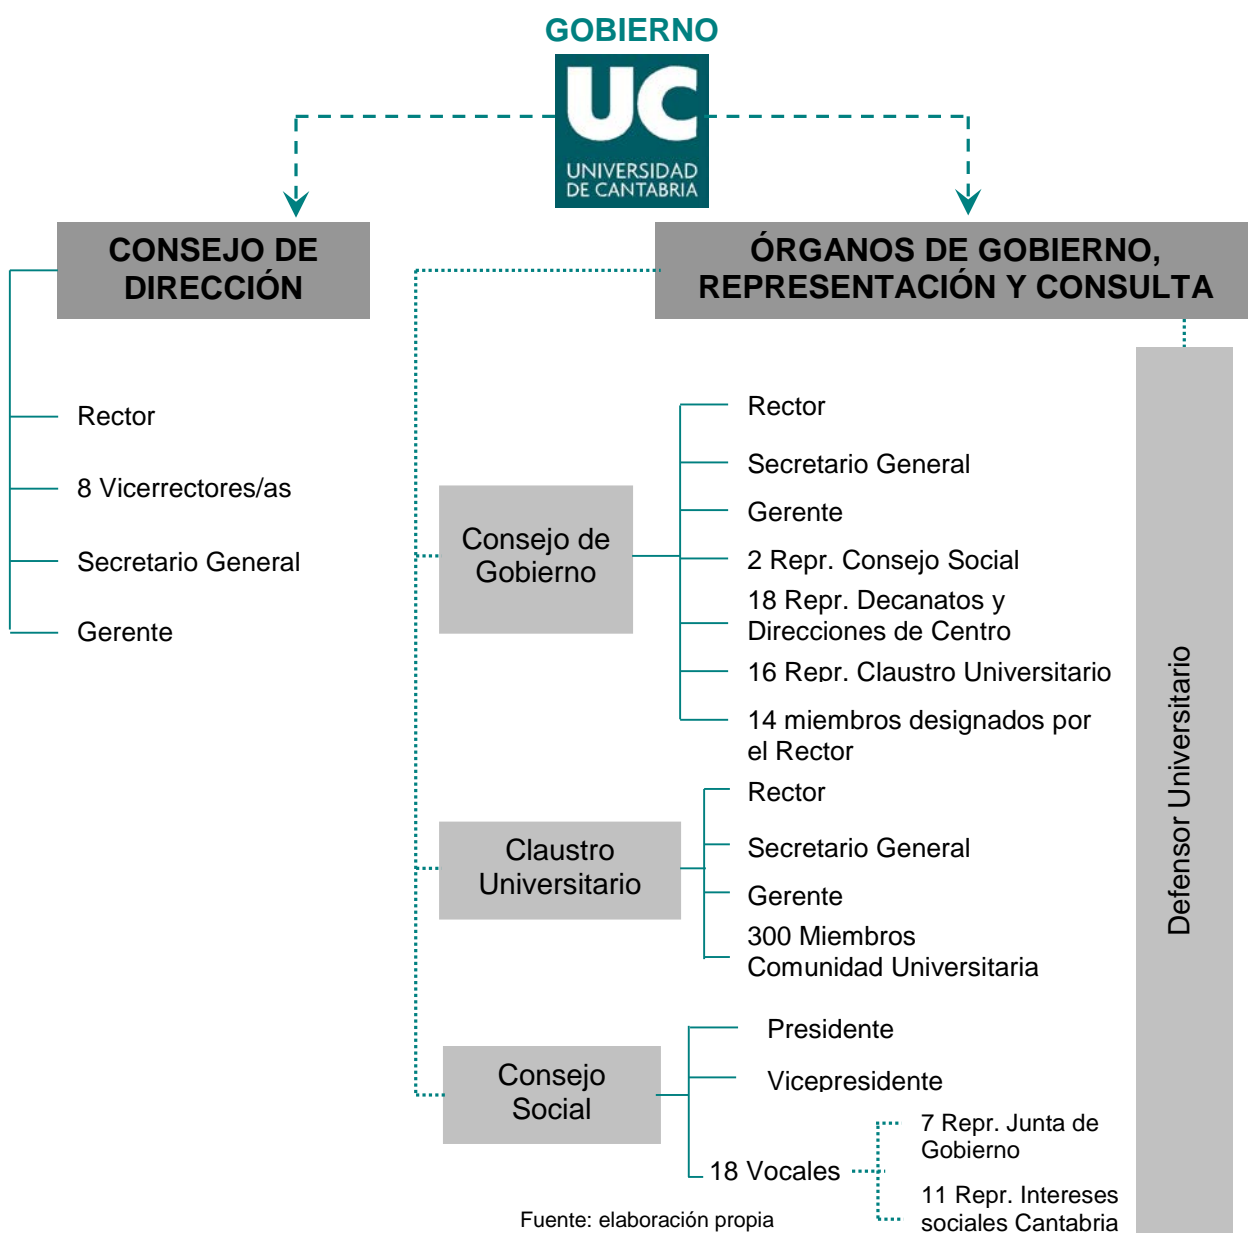 GOBIERNO
UC
UNIVERSIDAD
DE CANTABRIA
CONSEJO DE
DIRECCIÓN
Rector
8 Vicerrectores/as
Secretario General
Gerente
ÓRGANOS DE GOBIERNO,
REPRESENTACIÓN Y CONSULTA
Consejo de
Gobierno
Rector
Secretario General
Gerente
2 Repr. Consejo Social
18 Repr. Decanatos y
Direcciones de Centro
16 Repr. Claustro Universitario
14 miembros designados por
el Rector
Claustro
Universitario
Rector
Secretario General
Gerente
300 Miembros
Comunidad Universitaria
Consejo
Social
Presidente
Vicepresidente
18 Vocales
7 Repr. Junta de
Gobierno
11 Repr. Intereses
sociales Cantabria
Defensor Universitario
Fuente: elaboración propia